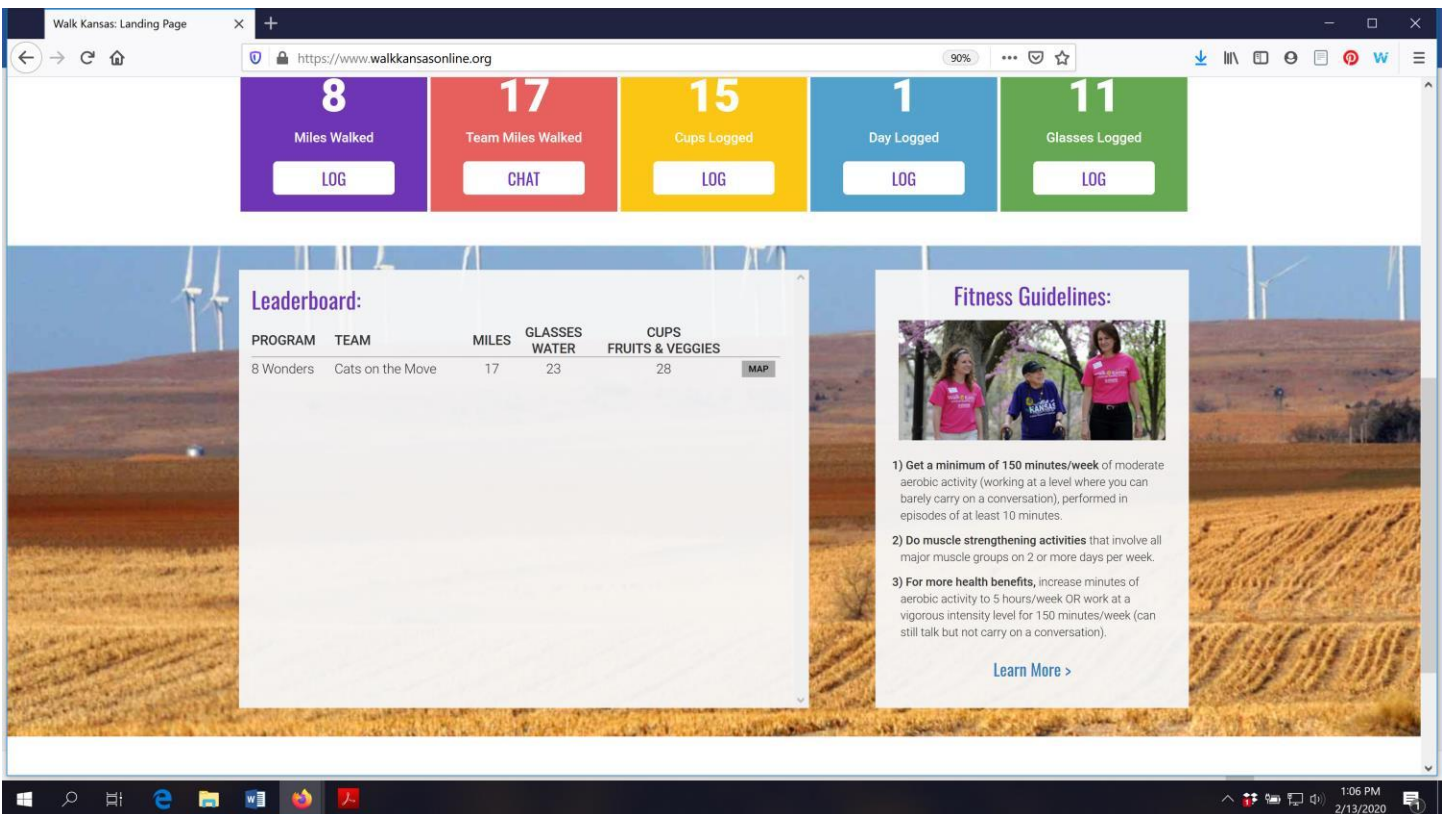 Walk Kansas: Landing Page
https://www.walkkansasonline.org
90%
8
Miles Walked
LOG
17
Team Miles Walked
CHAT
15
Cups Logged
LOG
1
Day Logged
LOG
11
Glasses Logged
LOG
Leaderboard:
PROGRAM TEAM MILES GLASSES WATER CUPS FRUITS & VEGGIES
8 Wonders Cats on the Move 17 23 28 MAP
Fitness Guidelines:
1) Get a minimum of 150 minutes/week of moderate
aerobic activity (working at a level where you can
barely carry on a conversation), performed in
episodes of at least 10 minutes.
2) Do muscle strengthening activities that involve all
major muscle groups on 2 or more days per week.
3) For more health benefits, increase minutes of
aerobic activity to 5 hours/week OR work at a
vigorous intensity level for 150 minutes/week (can
still talk but not carry on a conversation).
Learn More >
1:06 PM
2/13/2020